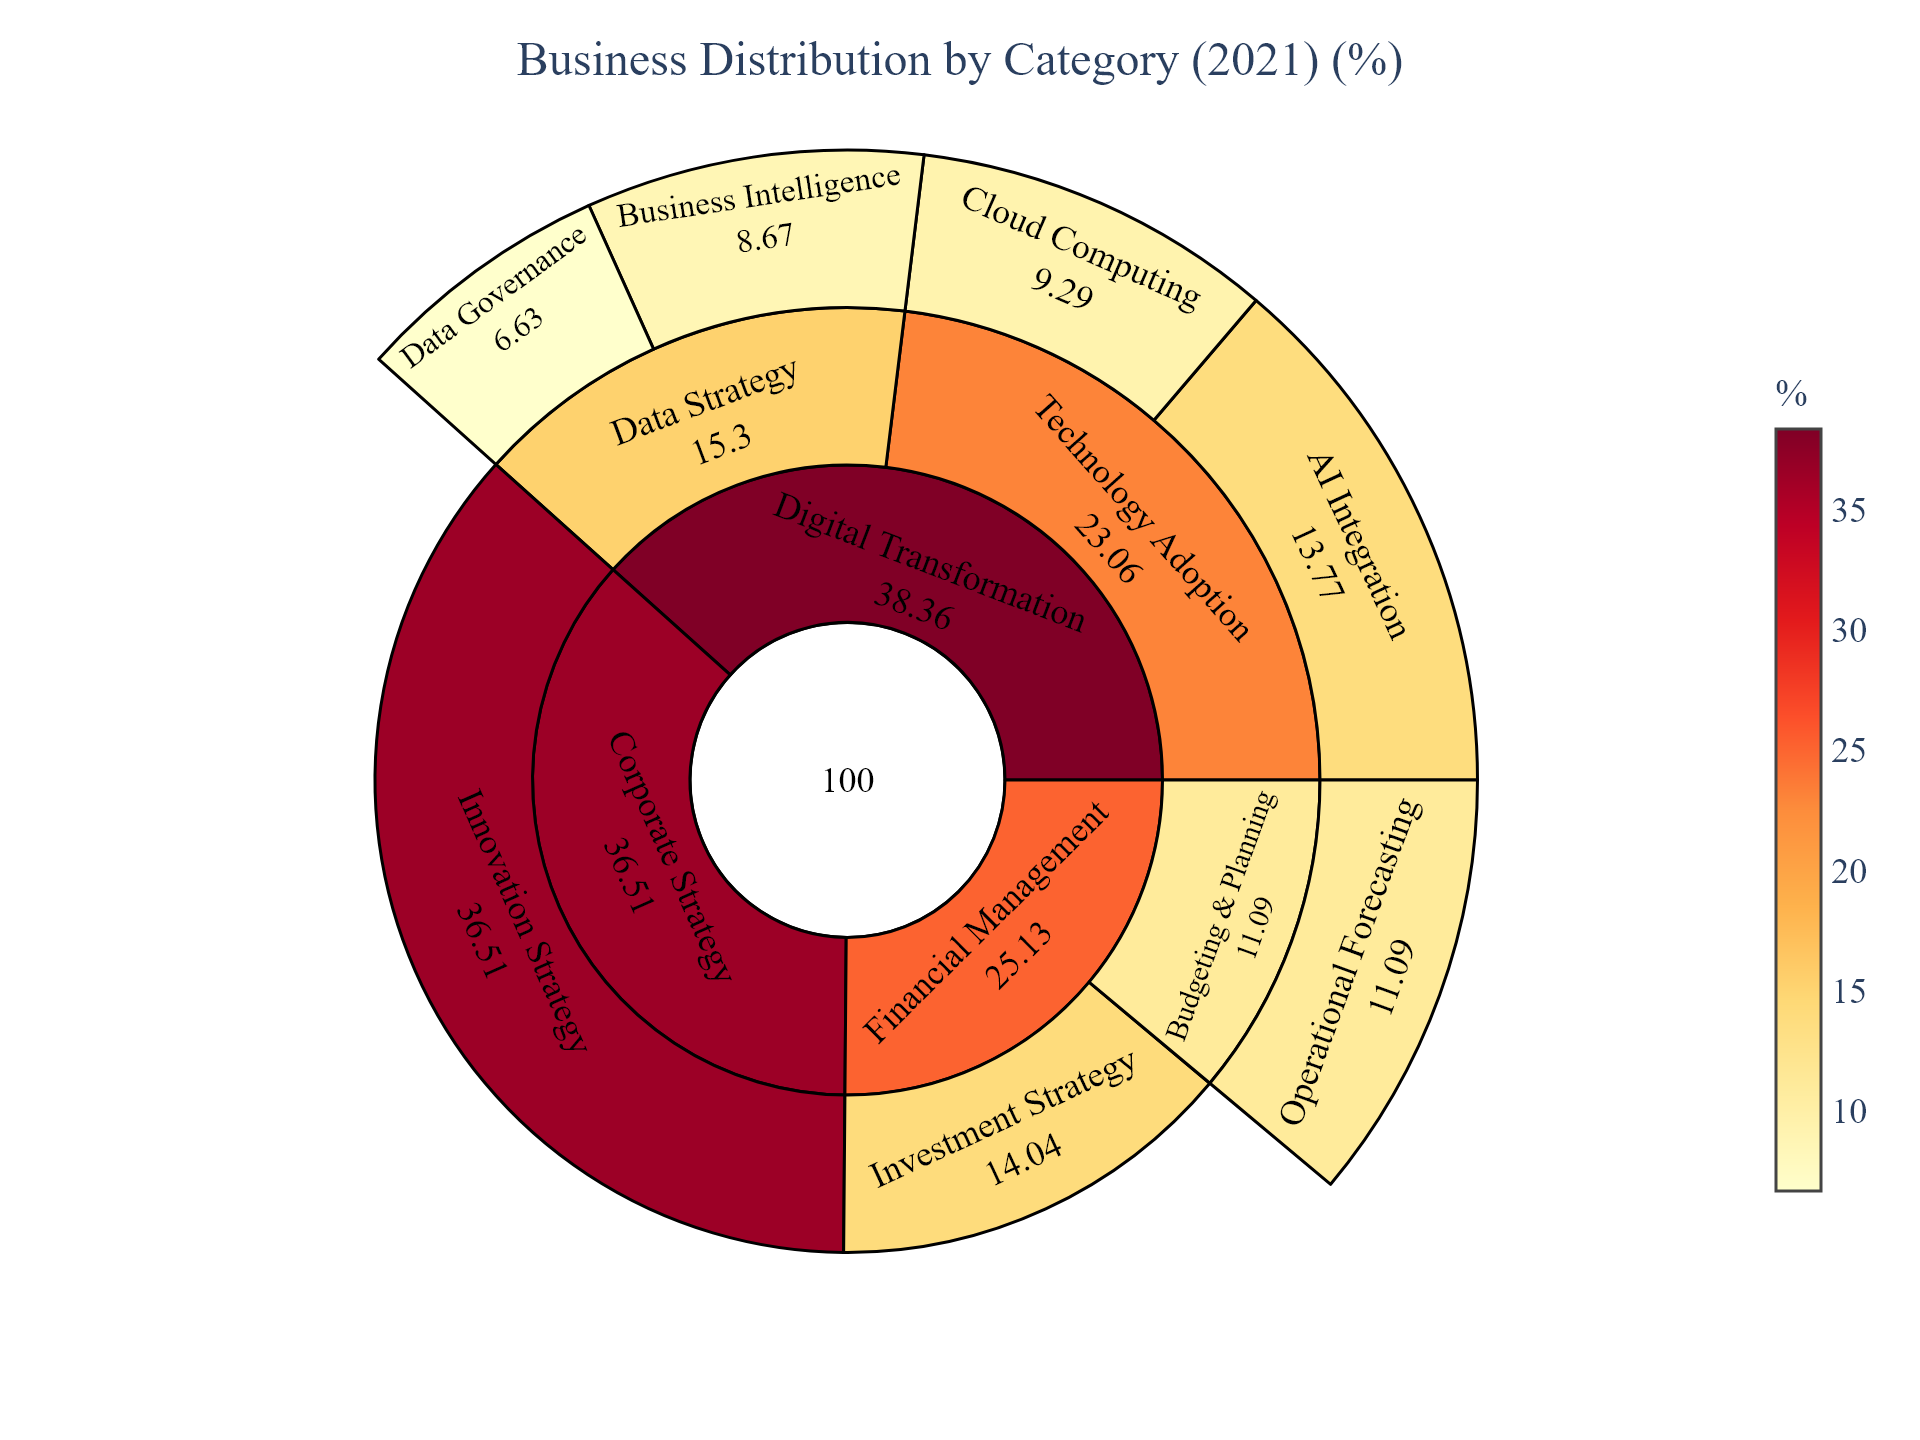 Business Distribution by Category (2021) (%)
Business Intelligence
8.67
Cloud Computing
9.29
Data Governance
6.63
Data Strategy
15.3
Technology Adoption
23.06
AI Integration
13.77
Digital Transformation
38.36
100
Corporate Strategy
36.51
Innovation Strategy
36.51
Financial Management
25.13
Budgeting & Planning
11.09
Operational Forecasting
11.09
Investment Strategy
14.04
%
35
30
25
20
15
10